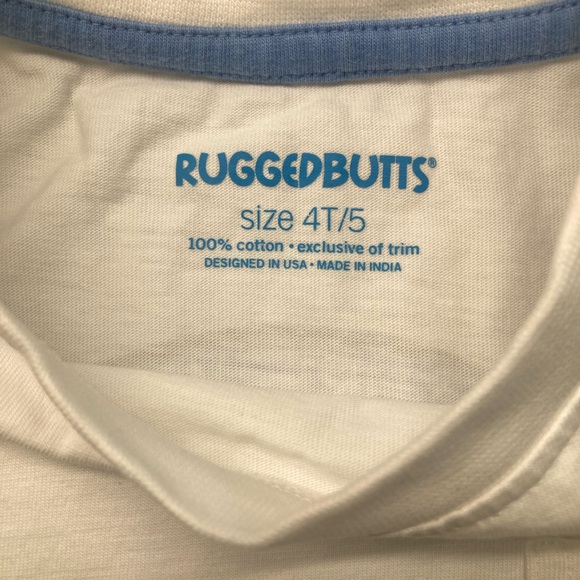 RUGGEDBUTTS®
size 4T/5
100% cotton • exclusive of trim
DESIGNED IN USA • MADE IN INDIA